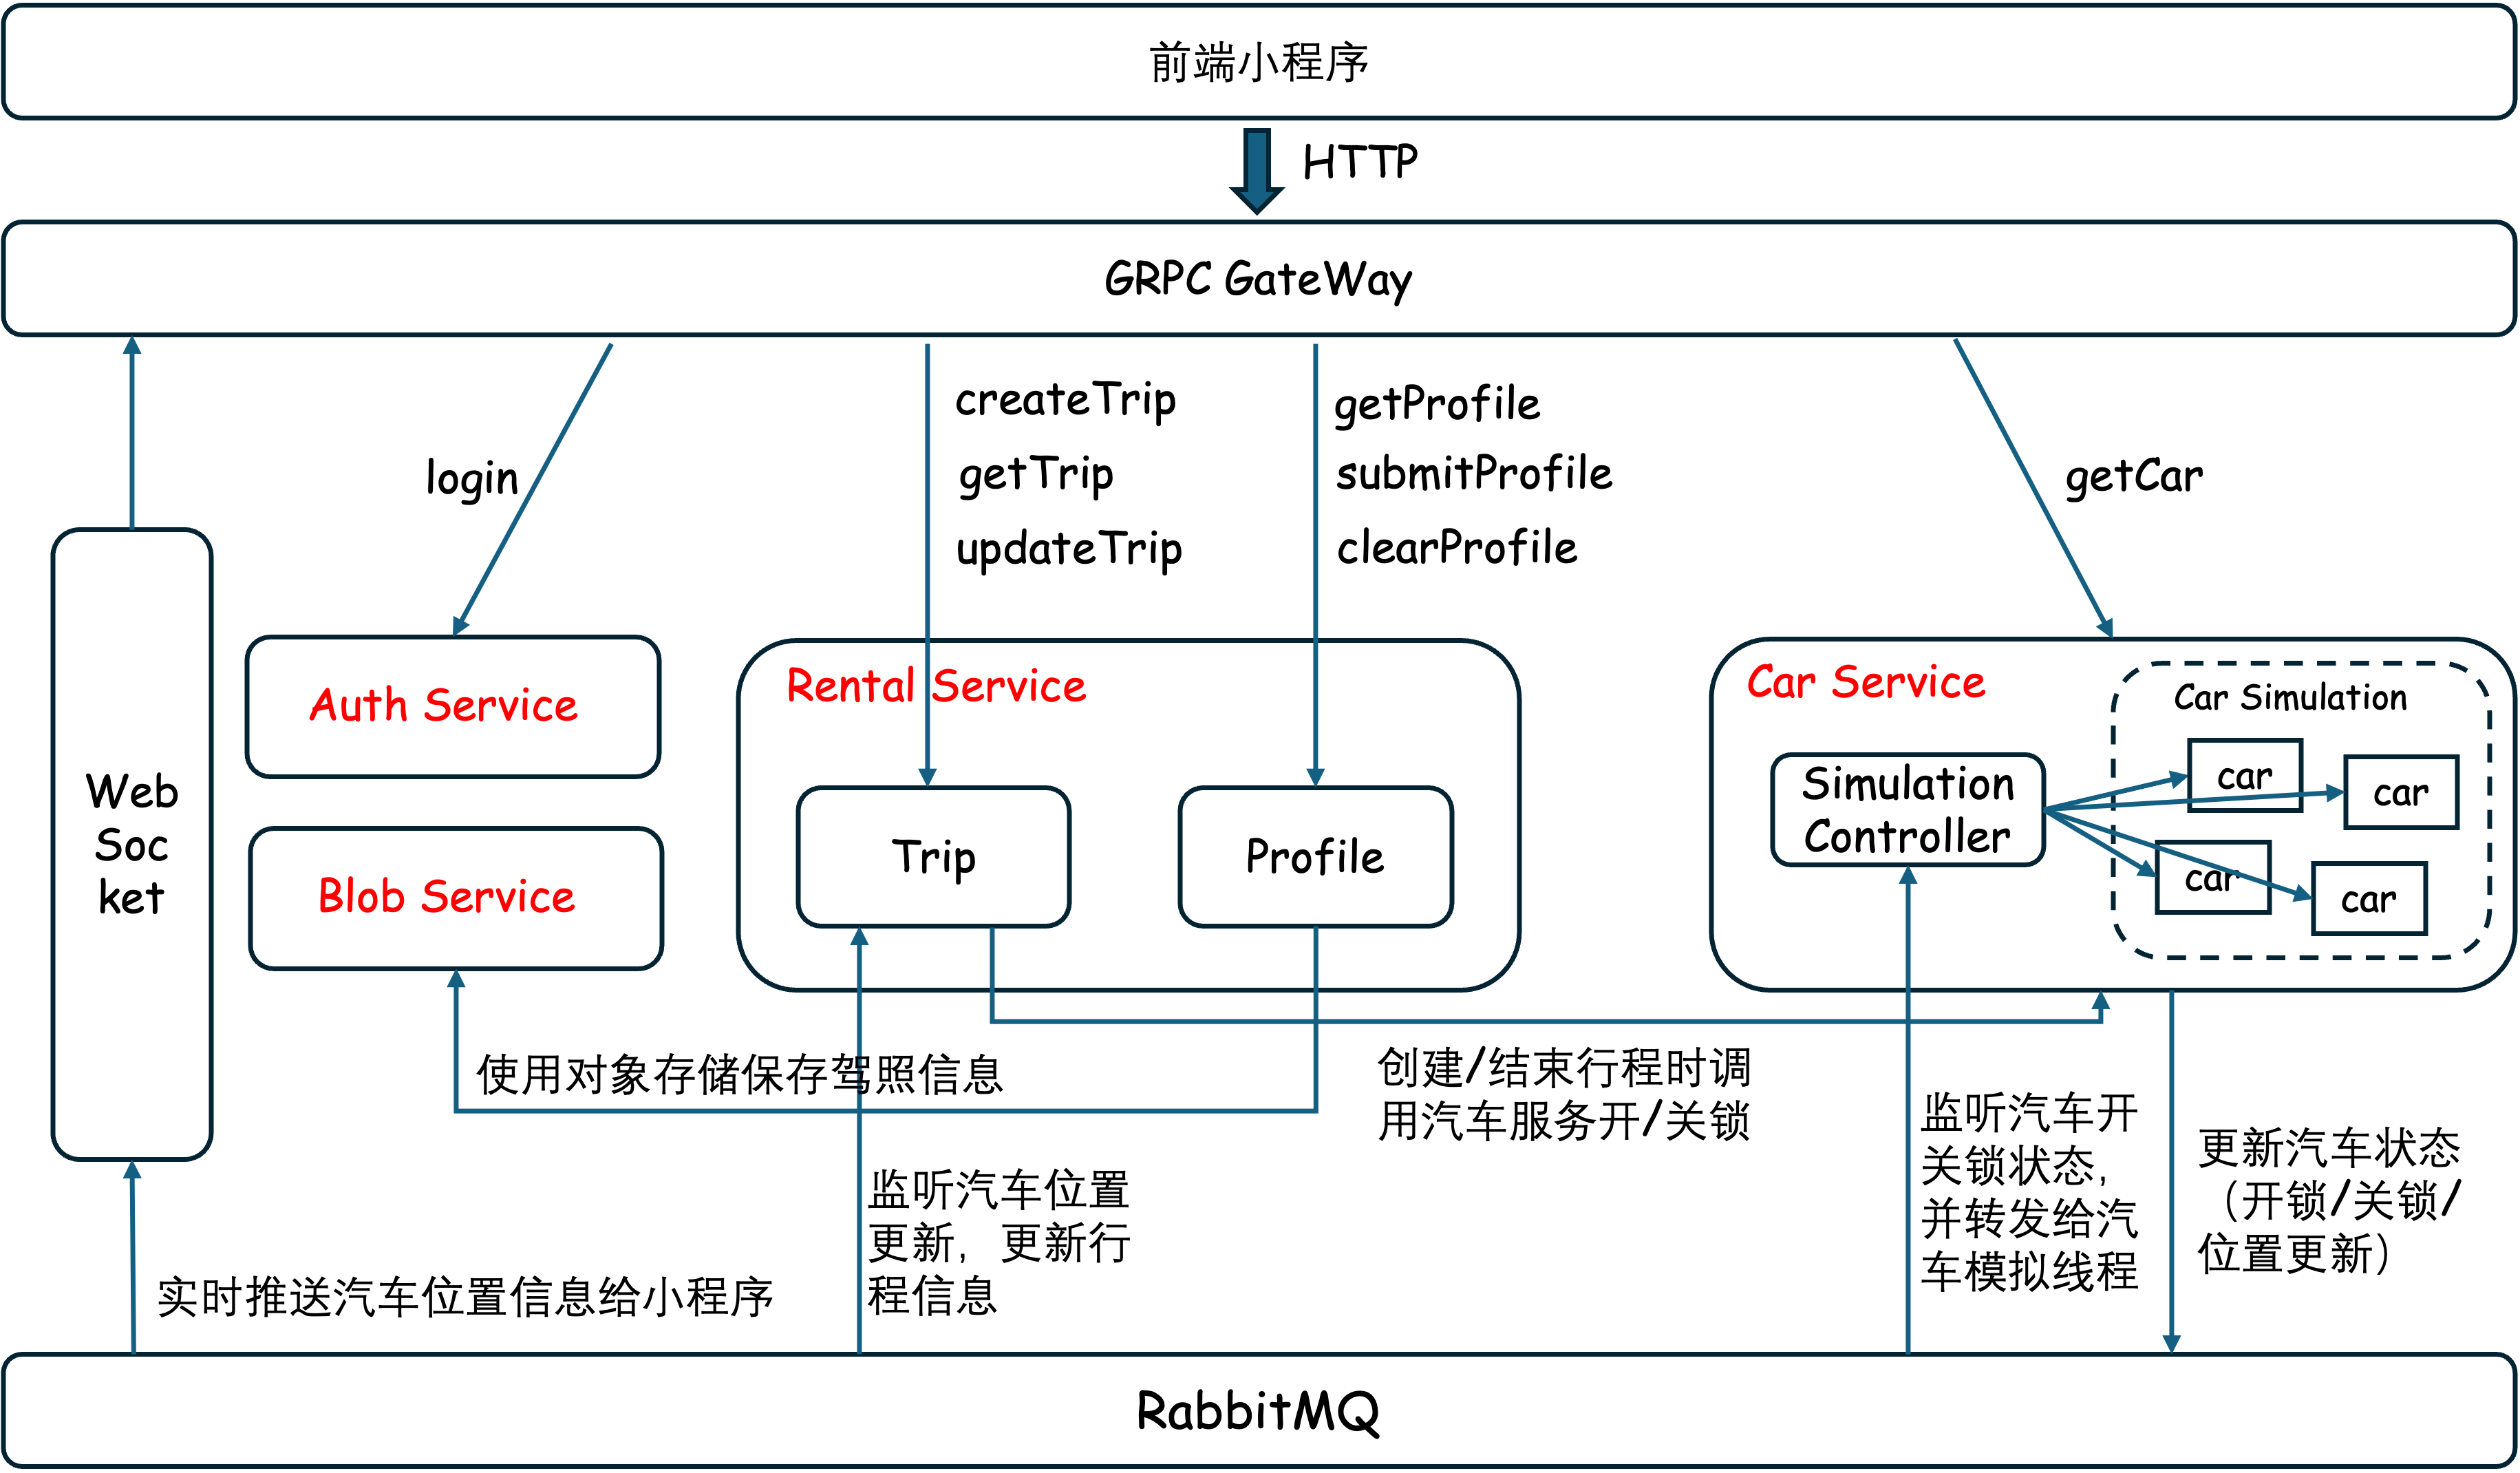 前端小程序
HTTP
GRPC GateWay
login
createTrip
getTrip
updateTrip
getProfile
submitProfile
clearProfile
getCar
Web
Soc
ket
Auth Service
Blob Service
Rental Service
Trip
Profile
Car Service
Simulation
Controller
Car Simulation
car
car
car
car
使用对象存储保存驾照信息
创建/结束行程时调
用汽车服务开/关锁
监听汽车位置
更新，更新行
程信息
监听汽车开
关锁状态，
并转发给汽
车模拟线程
更新汽车状态
（开锁/关锁/
位置更新）
实时推送汽车位置信息给小程序
RabbitMQ